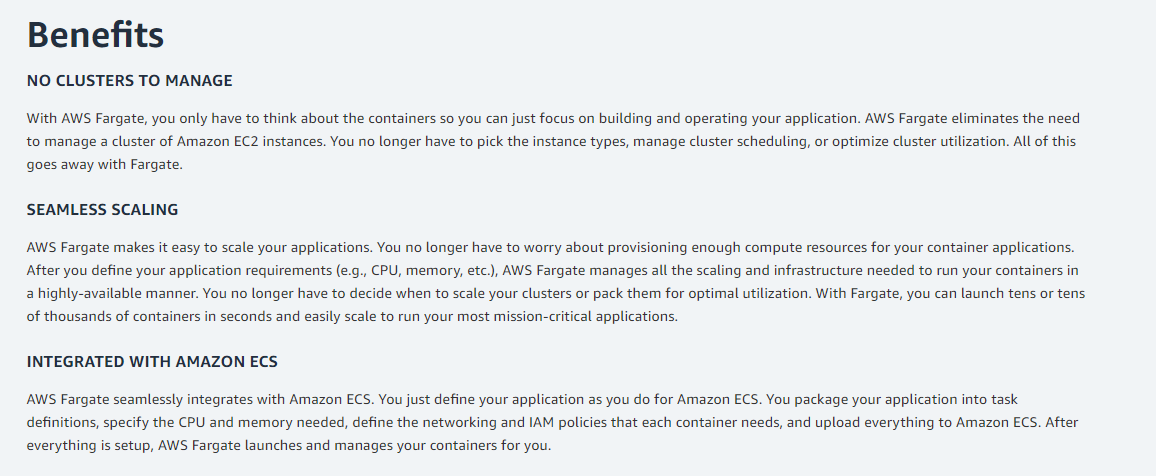 Benefits
NO CLUSTERS TO MANAGE
With AWS Fargate, you only have to think about the containers so you can just focus on building and operating your application. AWS Fargate eliminates the need
to manage a cluster of Amazon EC2 instances. You no longer have to pick the instance types, manage cluster scheduling, or optimize cluster utilization. All of this
goes away with Fargate.
SEAMLESS SCALING
AWS Fargate makes it easy to scale your applications. You no longer have to worry about provisioning enough compute resources for your container applications.
After you define your application requirements (e.g., CPU, memory, etc.), AWS Fargate manages all the scaling and infrastructure needed to run your containers in
a highly-available manner. You no longer have to decide when to scale your clusters or pack them for optimal utilization. With Fargate, you can launch tens or tens
of thousands of containers in seconds and easily scale to run your most mission-critical applications.
INTEGRATED WITH AMAZON ECS
AWS Fargate seamlessly integrates with Amazon ECS. You just define your application as you do for Amazon ECS. You package your application into task
definitions, specify the CPU and memory needed, define the networking and IAM policies that each container needs, and upload everything to Amazon ECS. After
everything is setup, AWS Fargate launches and manages your containers for you.